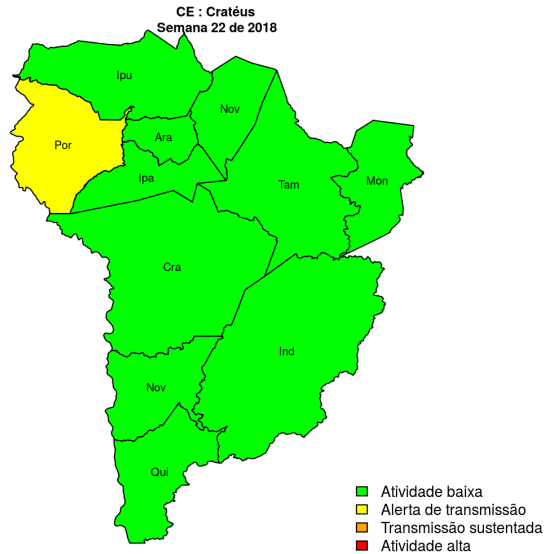 CE : Cratéus
Semana 22 de 2018
Ipu
Nov
Ara
Por
Ipa
Tam
Mon
Cra
Ind
Nov
Qui
Atividade baixa
Alerta de transmissão
Transmissão sustentada
Atividade alta